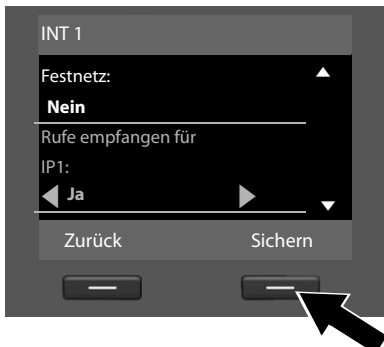 INT 1
Festnetz:
Nein
Rufe empfangen für
IP1:
Ja
Zurück Sichern